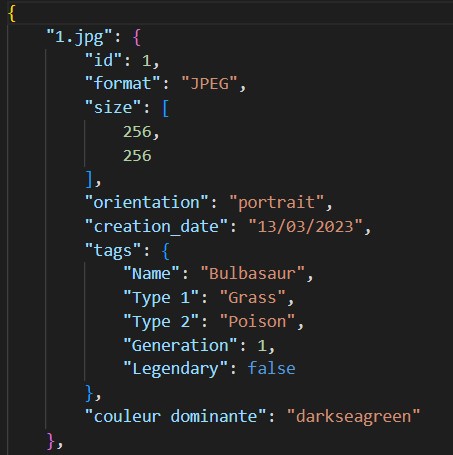 {
    "1.jpg": {
        "id": 1,
        "format": "JPEG",
        "size": [
            256,
            256
        ],
        "orientation": "portrait",
        "creation_date": "13/03/2023",
        "tags": {
            "Name": "Bulbasaur",
            "Type 1": "Grass",
            "Type 2": "Poison",
            "Generation": 1,
            "Legendary": false
        },
        "couleur dominante": "darkseagreen"
    },